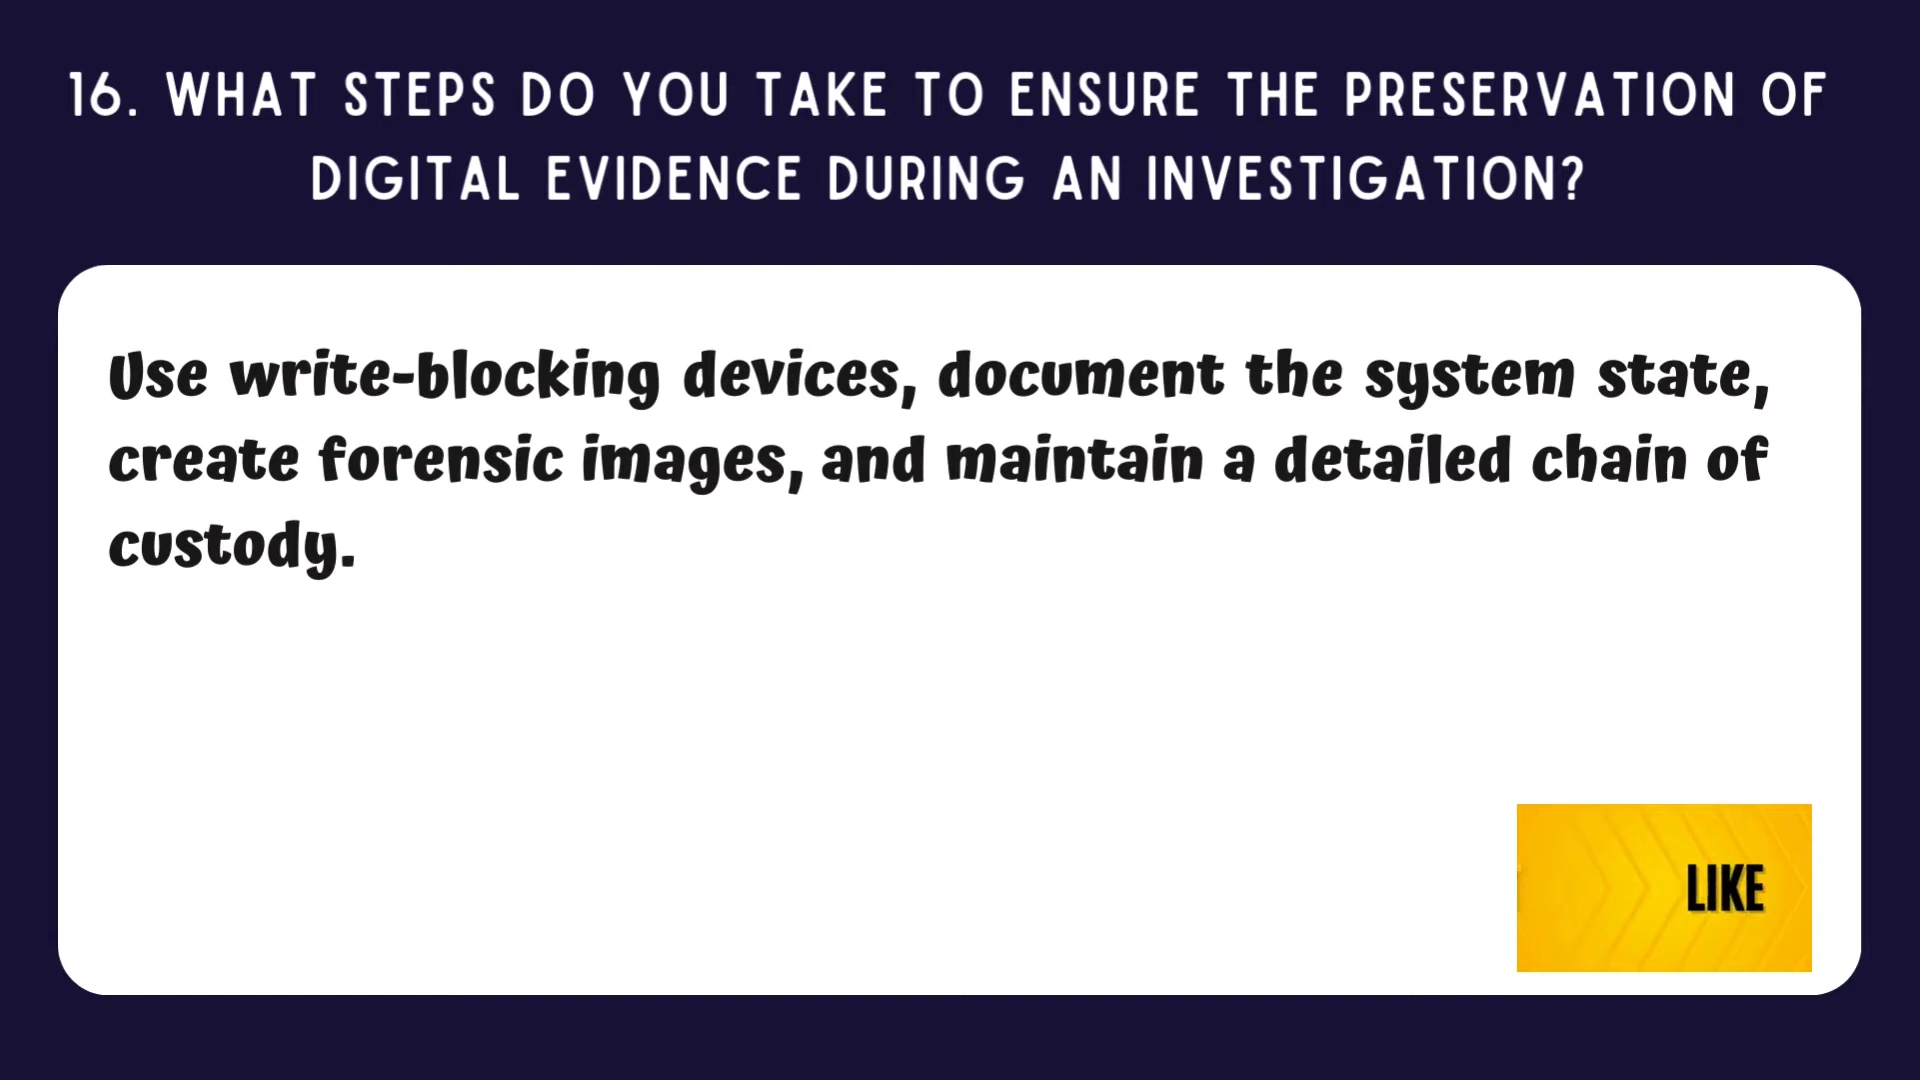 16. WHAT STEPS DO YOU TAKE TO ENSURE THE PRESERVATION OF
DIGITAL EVIDENCE DURING AN INVESTIGATION?
Use write-blocking devices, document the system state,
create forensic images, and maintain a detailed chain of
custody.
LIKE